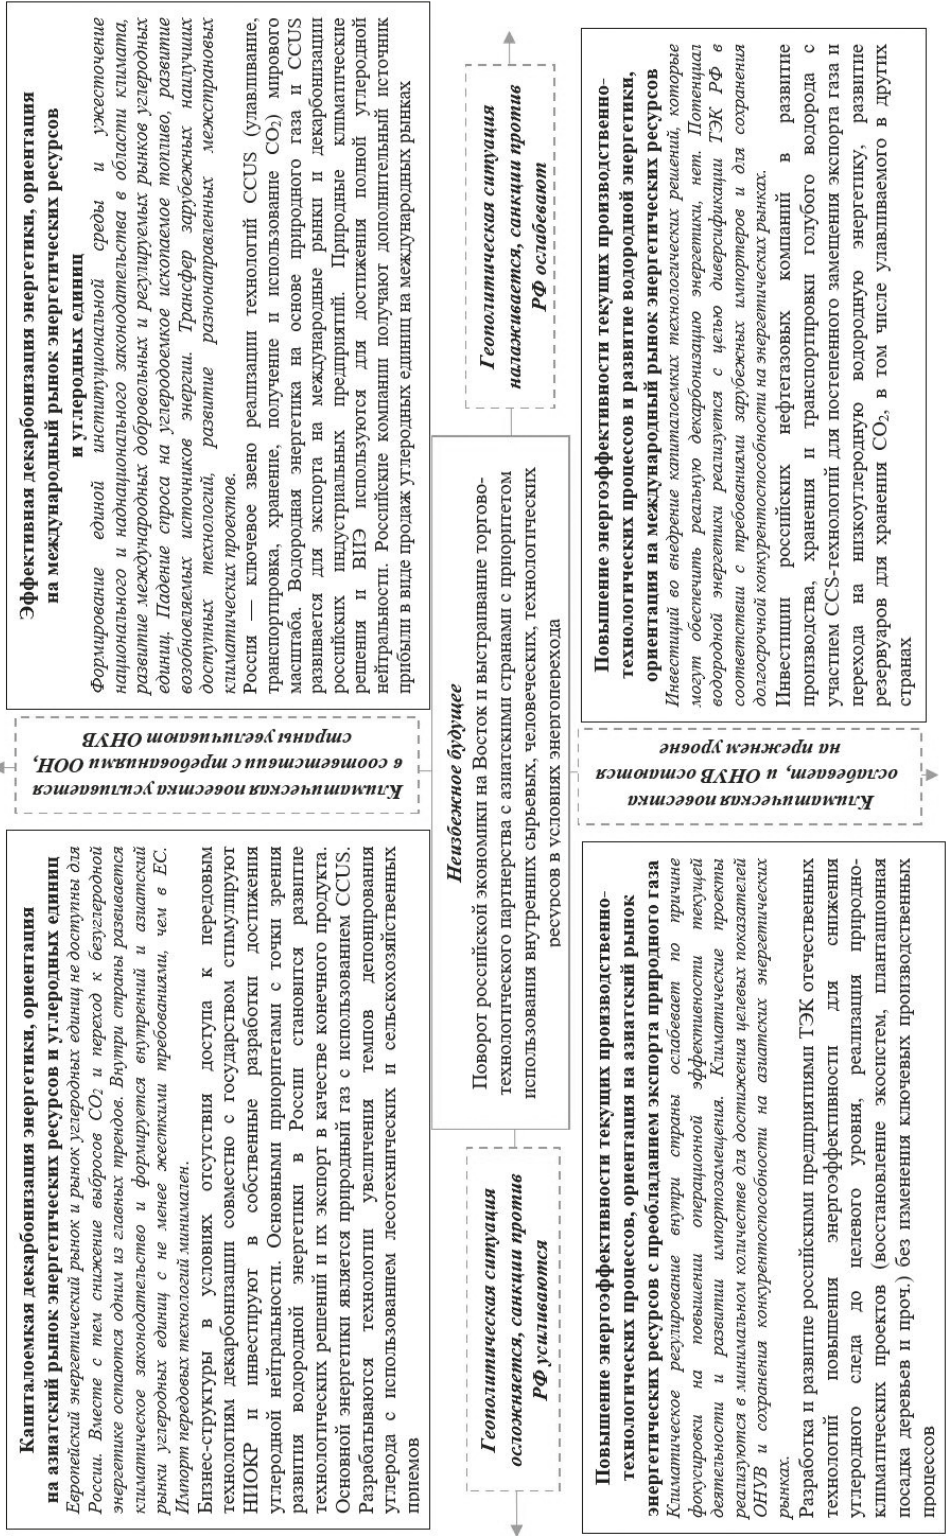 Капиталоемкая декарбонизация энергетики, ориентация
на азиатский рынок энергетических ресурсов и углеродных единиц
Европейский энергетический рынок и рынок углеродных единиц не доступны для
России. Вместе с тем снижение выбросов CO₂ и переход к безуглеродной
энергетике остаются одним из главных трендов. Внутри страны развивается
климатическое законодательство и формируется внутренний и азиатский
рынки углеродных единиц с не менее жесткими требованиями, чем в ЕС.
Импорт передовых технологий минимален.
Бизнес-структуры в условиях отсутствия доступа к передовым
технологиям декарбонизации совместно с государством стимулируют
НИОКР и инвестируют в собственные разработки достижения
углеродной нейтральности. Основными приоритетами с точки зрения
развития водородной энергетики в России становится развитие
технологических решений и их экспорт в качестве конечного продукта.
Основной энергетики является природный газ с использованием CCUS.
Разрабатываются технологии увеличения темпов депонирования
углерода с использованием лесотехнических и сельскохозяйственных
приемов
Климатическая повестка усиливается
в соответствии с требованиями ООН,
страны увеличивают ОНУВ
Эффективная декарбонизация энергетики, ориентация
на международный рынок энергетических ресурсов
и углеродных единиц
Формирование единой институциональной среды и ужесточение
национального и наднационального законодательства в области климата,
развитие международных добровольных и регулируемых рынков углеродных
единиц. Падение спроса на углеродоемкое ископаемое топливо, развитие
возобновляемых источников энергии. Трансфер зарубежных наилучших
доступных технологий, развитие разнонаправленных межстрановых
климатических проектов.
Россия — ключевое звено реализации технологий CCUS (улавливание,
транспортировка, хранение, получение и использование CO₂) мирового
масштаба. Водородная энергетика на основе природного газа и CCUS
развивается для экспорта на международные рынки и декарбонизации
российских индустриальных предприятий. Природные климатические
решения и ВИЭ используются для достижения полной углеродной
нейтральности. Российские компании получают дополнительный источник
прибыли в виде продаж углеродных единиц на международных рынках
Геополитическая ситуация
осложняется, санкции против
РФ усиливаются
Неизбежное будущее
Поворот российской экономики на Восток и выстраивание торгово-
технологического партнерства с азиатскими странами с приоритетом
использования внутренних сырьевых, человеческих, технологических
ресурсов в условиях энергоперехода
Геополитическая ситуация
налаживается, санкции против
РФ ослабевают
Повышение энергоэффективности текущих производственно-
технологических процессов, ориентация на азиатский рынок
энергетических ресурсов с преобладанием экспорта природного газа
Климатическое регулирование внутри страны ослабевает по причине
фокусировки на повышении операционной эффективности текущей
деятельности и развитии импортозамещения. Климатические проекты
реализуются в минимальном количестве для достижения целевых показателей
ОНУВ и сохранения конкурентоспособности на азиатских энергетических
рынках.
Разработка и развитие российскими предприятиями ТЭК отечественных
технологий повышения энергоэффективности для снижения
углеродного следа до целевого уровня, реализация природно-
климатических проектов (восстановление экосистем, плантационная
посадка деревьев и проч.) без изменения ключевых производственных
процессов
Климатическая повестка
ослабевает, и ОНУВ остаются
на прежнем уровне
Повышение энергоэффективности текущих производственно-
технологических процессов и развитие водородной энергетики,
ориентация на международный рынок энергетических ресурсов
Инвестиций во внедрение капиталоемких технологических решений, которые
могут обеспечить реальную декарбонизацию энергетики, нет. Потенциал
водородной энергетики реализуется с целью диверсификации ТЭК РФ в
соответствии с требованиями зарубежных импортеров и для сохранения
долгосрочной конкурентоспособности на энергетических рынках.
Инвестиции российских нефтегазовых компаний в развитие
производства, хранения и транспортировки голубого водорода с
участием CCS-технологий для постепенного замещения экспорта газа и
перехода на низкоуглеродную водородную энергетику, развитие
резервуаров для хранения CO₂, в том числе улавливаемого в других
странах